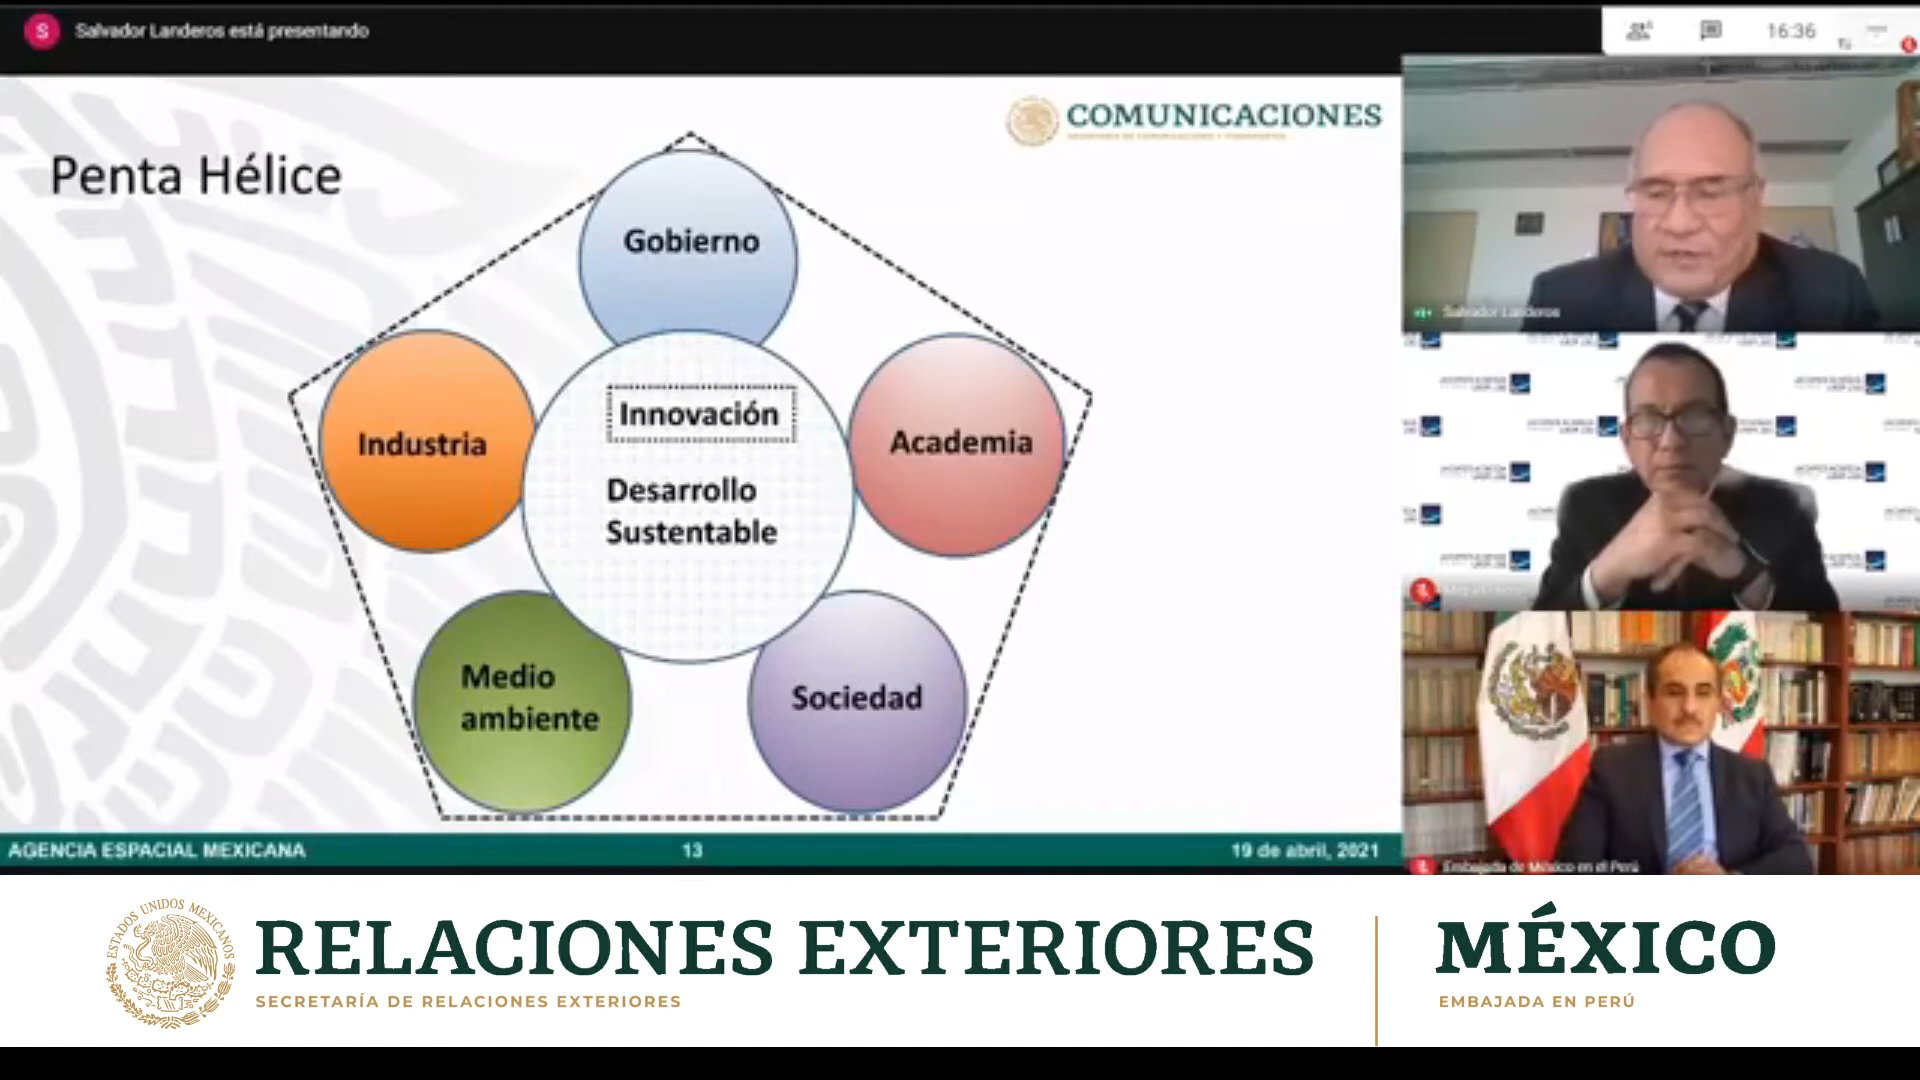 S
Salvador Landeros está presentando
16:36
COMUNICACIONES
Penta Hélice
Gobierno
Industria
Innovación
Academia
Desarrollo
Sustentable
Medio
ambiente
Sociedad
AGENCIA ESPACIAL MEXICANA
13
19 de abril, 2021
Salvador Landeros
Embajada de México en el Perú
ESTADOS UNIDOS MEXICANOS
RELACIONES EXTERIORES
SECRETARÍA DE RELACIONES EXTERIORES
MÉXICO
EMBAJADA EN PERÚ